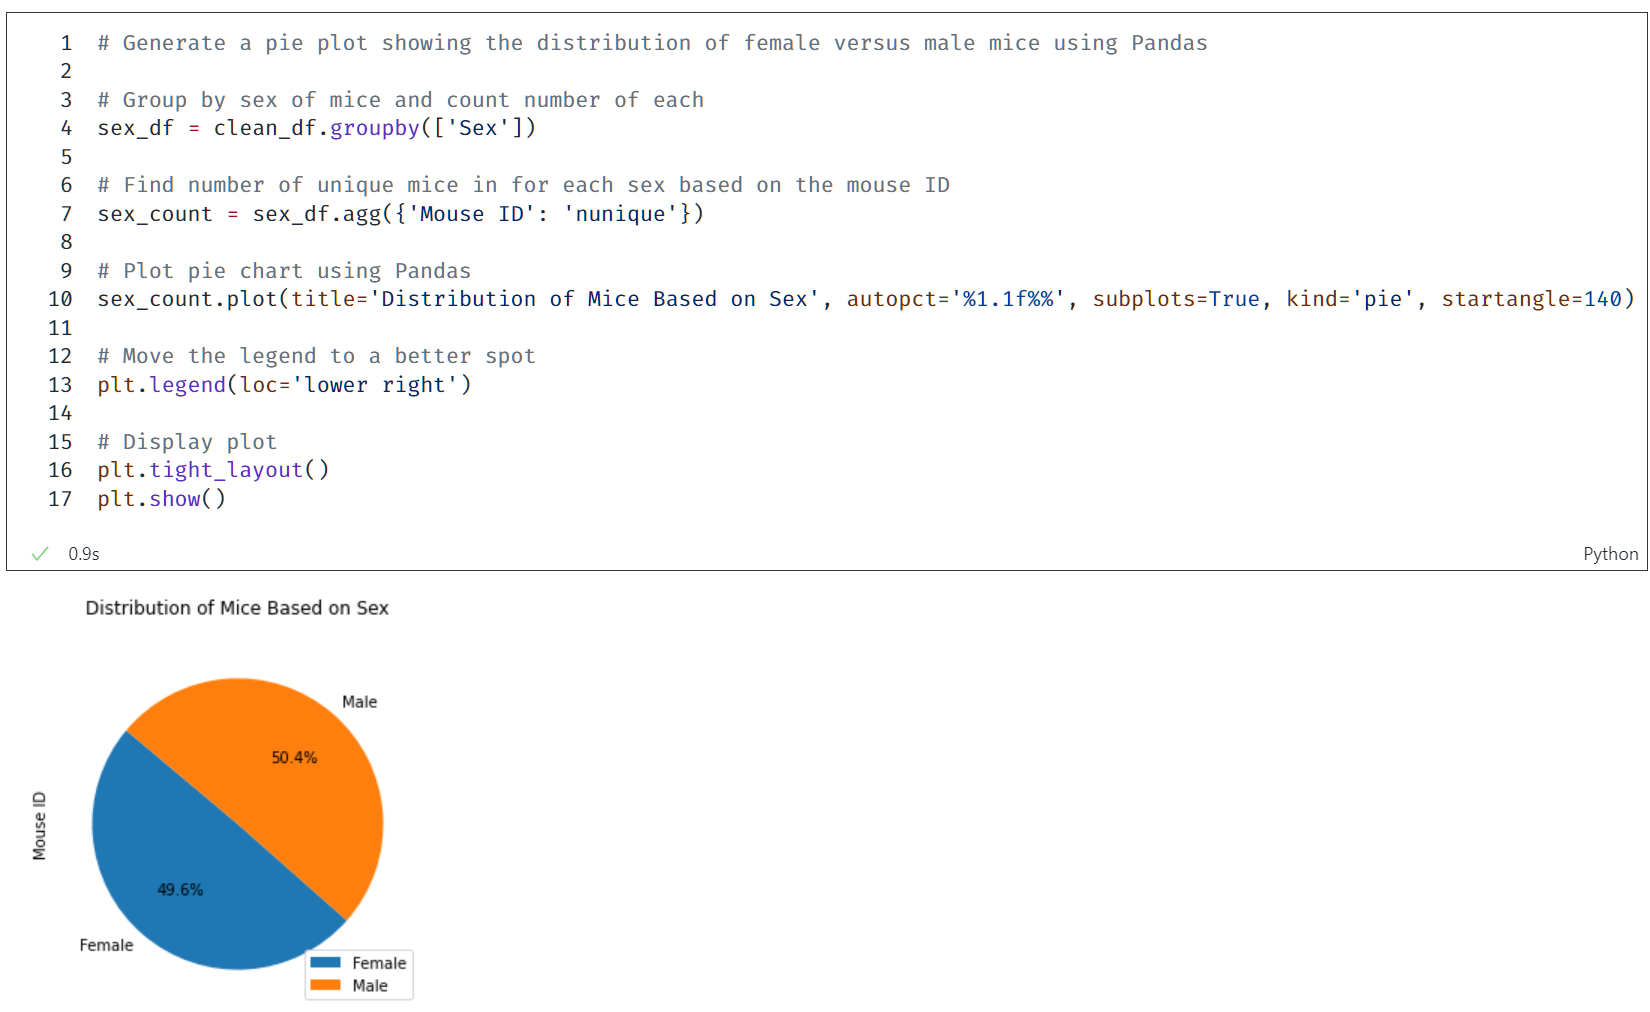 1 # Generate a pie plot showing the distribution of female versus male mice using Pandas
2
3 # Group by sex of mice and count number of each
4 sex_df = clean_df.groupby(['Sex'])
5
6 # Find number of unique mice in for each sex based on the mouse ID
7 sex_count = sex_df.agg({'Mouse ID': 'nunique'})
8
9 # Plot pie chart using Pandas
10 sex_count.plot(title='Distribution of Mice Based on Sex', autopct='%1.1f%%', subplots=True, kind='pie', startangle=140)
11
12 # Move the legend to a better spot
13 plt.legend(loc='lower right')
14
15 # Display plot
16 plt.tight_layout()
17 plt.show()
0.9s
Python
Distribution of Mice Based on Sex
Male
50.4%
Mouse ID
49.6%
Female
Female
Male